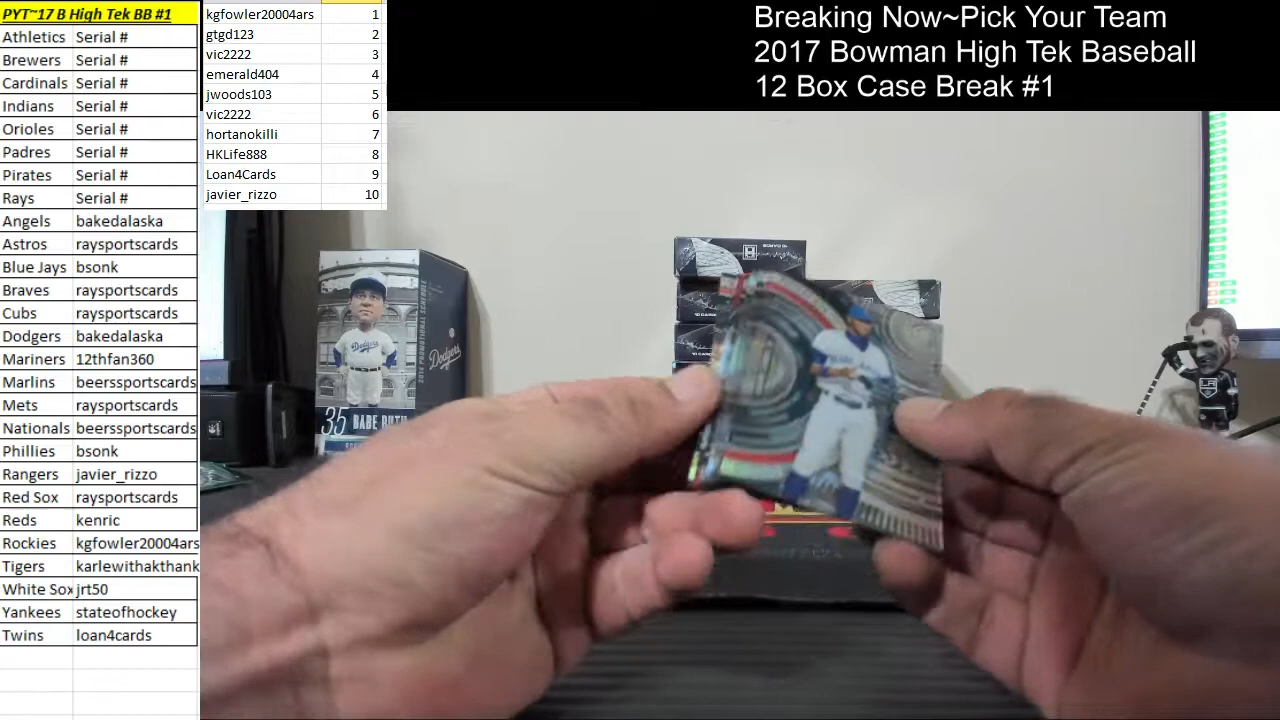 PYT~17 B High Tek BB #1
Athletics Serial #
Brewers Serial #
Cardinals Serial #
Indians Serial #
Orioles Serial #
Padres Serial #
Pirates Serial #
Rays Serial #
Angels bakedalaska
Astros raysportscards
Blue Jays bsonk
Braves raysportscards
Cubs raysportscards
Dodgers bakedalaska
Mariners 12thfan360
Marlins beerssportscards
Mets raysportscards
Nationals beerssportscards
Phillies bsonk
Rangers javier_rizzo
Red Sox raysportscards
Reds kenric
Rockies kgfowler20004ars
Tigers karlewithakthank
White Sox jrt50
Yankees stateofhockey
Twins loan4cards
kgfowler20004ars 1
gtgd123 2
vic2222 3
emerald404 4
jwoods103 5
vic2222 6
hortanokilli 7
HKLife888 8
Loan4Cards 9
javier_rizzo 10
Breaking Now~Pick Your Team
2017 Bowman High Tek Baseball
12 Box Case Break #1
Dodgers
Dodgers
35 BABE RUTH
LA